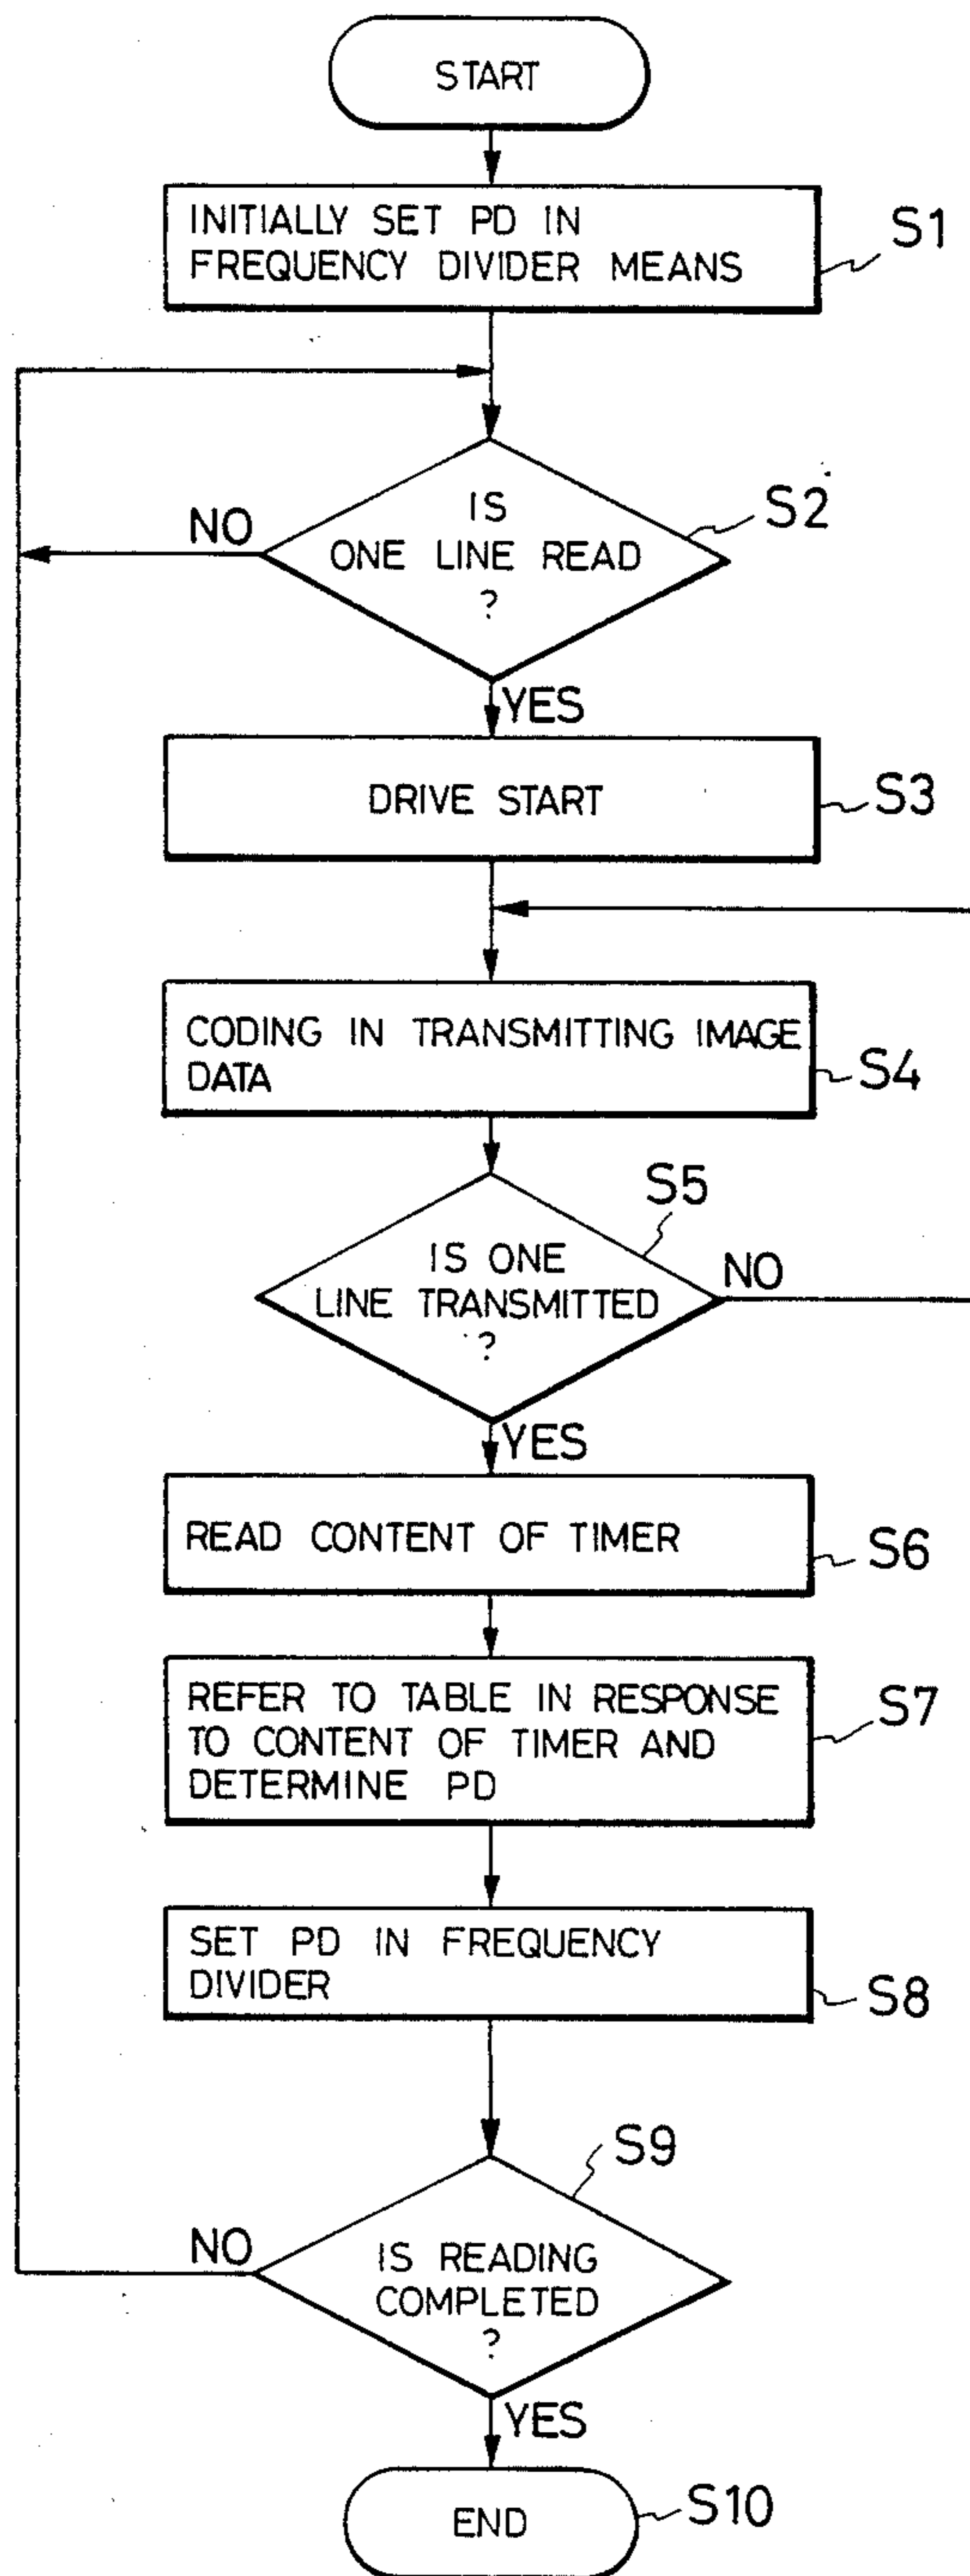 START
INITIALLY SET PD IN
FREQUENCY DIVIDER MEANS
S1
IS
ONE LINE READ
?
S2
NO
YES
DRIVE START
S3
CODING IN TRANSMITTING IMAGE
DATA
S4
S5
IS ONE
LINE TRANSMITTED
?
NO
YES
READ CONTENT OF TIMER
S6
REFER TO TABLE IN RESPONSE
TO CONTENT OF TIMER AND
DETERMINE PD
S7
SET PD IN FREQUENCY
DIVIDER
S8
S9
NO
IS READING
COMPLETED
?
YES
END
S10